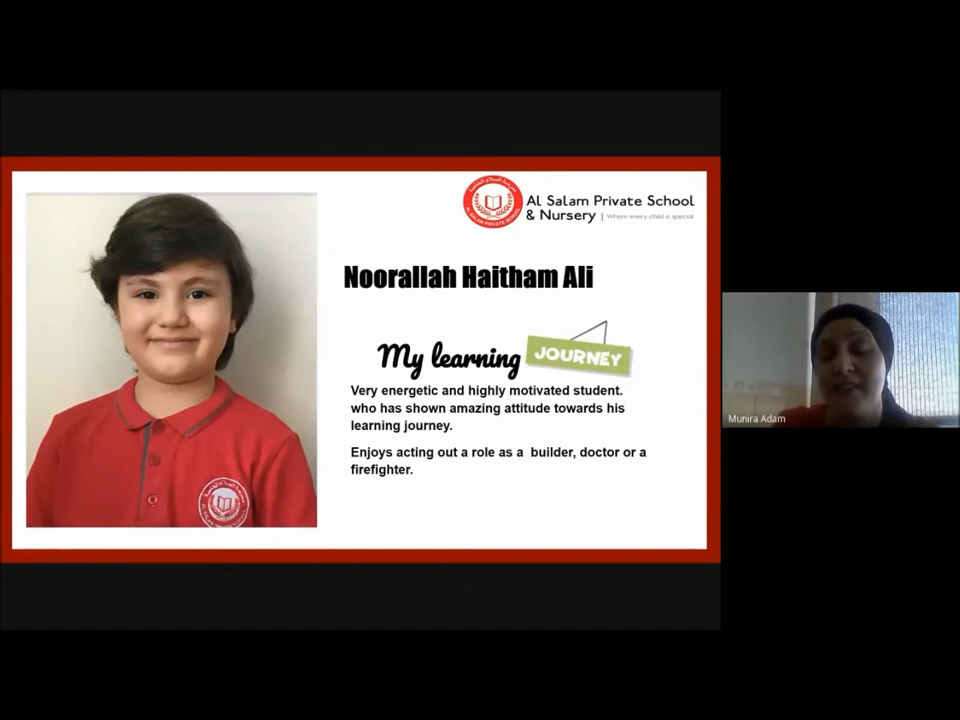 Al Salam Private School
& Nursery | Where every child is special
Noorallah Haitham Ali
My learning JOURNEY
Very energetic and highly motivated student.
who has shown amazing attitude towards his
learning journey.
Enjoys acting out a role as a builder, doctor or a
firefighter.
Munira Adam